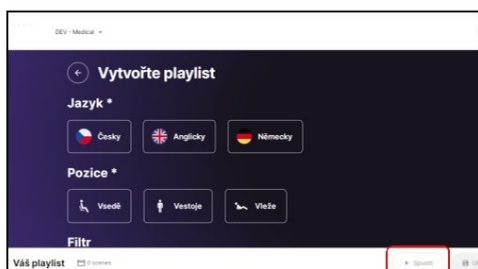 DEV - Medical
Vytvořte playlist
Jazyk *
Česky Anglicky Německy
Pozice *
Vsedě Vestoje Vleže
Filtr
Váš playlist 0 scenes Spustit